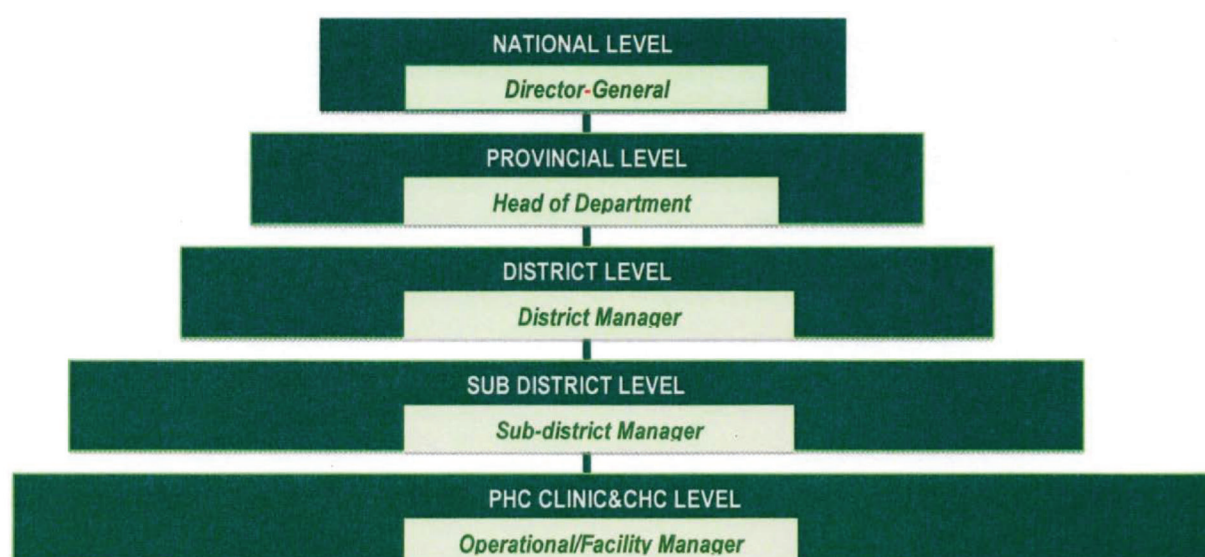 NATIONAL LEVEL
Director-General
PROVINCIAL LEVEL
Head of Department
DISTRICT LEVEL
District Manager
SUB DISTRICT LEVEL
Sub-district Manager
PHC CLINIC&CHC LEVEL
Operational/Facility Manager